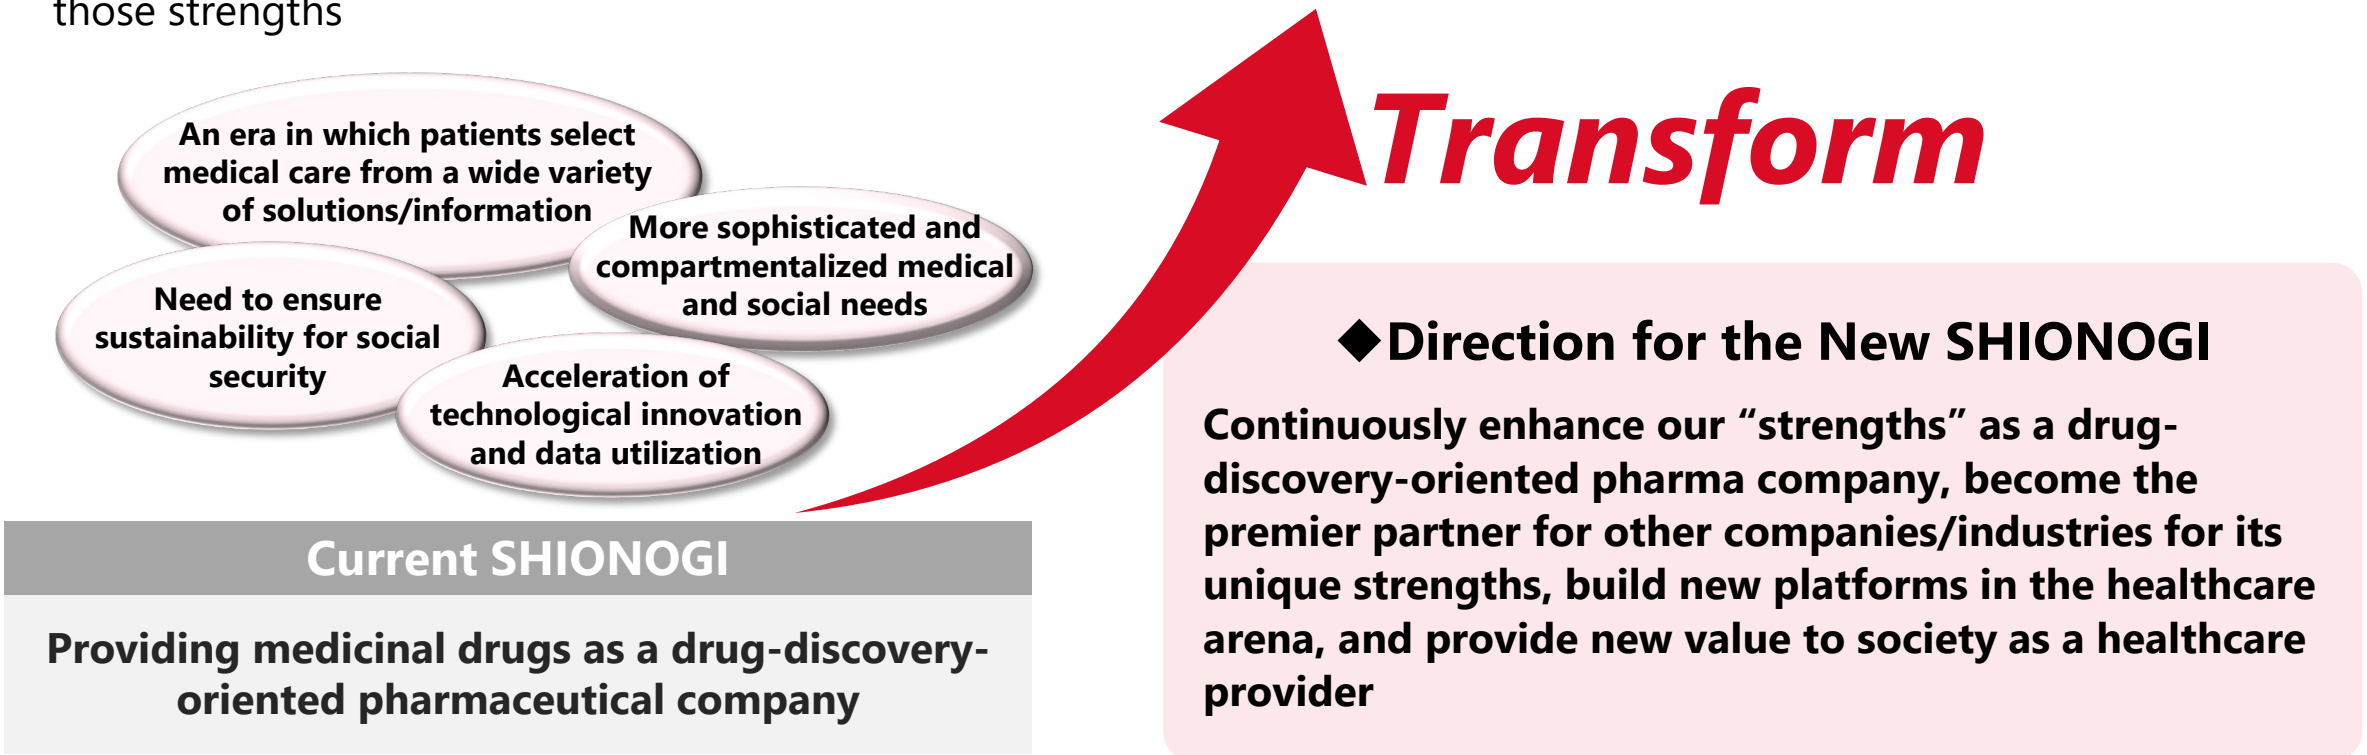 those strengths
An era in which patients select
medical care from a wide variety
of solutions/information
More sophisticated and
compartmentalized medical
and social needs
Need to ensure
sustainability for social
security
Acceleration of
technological innovation
and data utilization
Current SHIONOGI
Providing medicinal drugs as a drug-discovery-
oriented pharmaceutical company
Transform
◆Direction for the New SHIONOGI
Continuously enhance our “strengths” as a drug-
discovery-oriented pharma company, become the
premier partner for other companies/industries for its
unique strengths, build new platforms in the healthcare
arena, and provide new value to society as a healthcare
provider